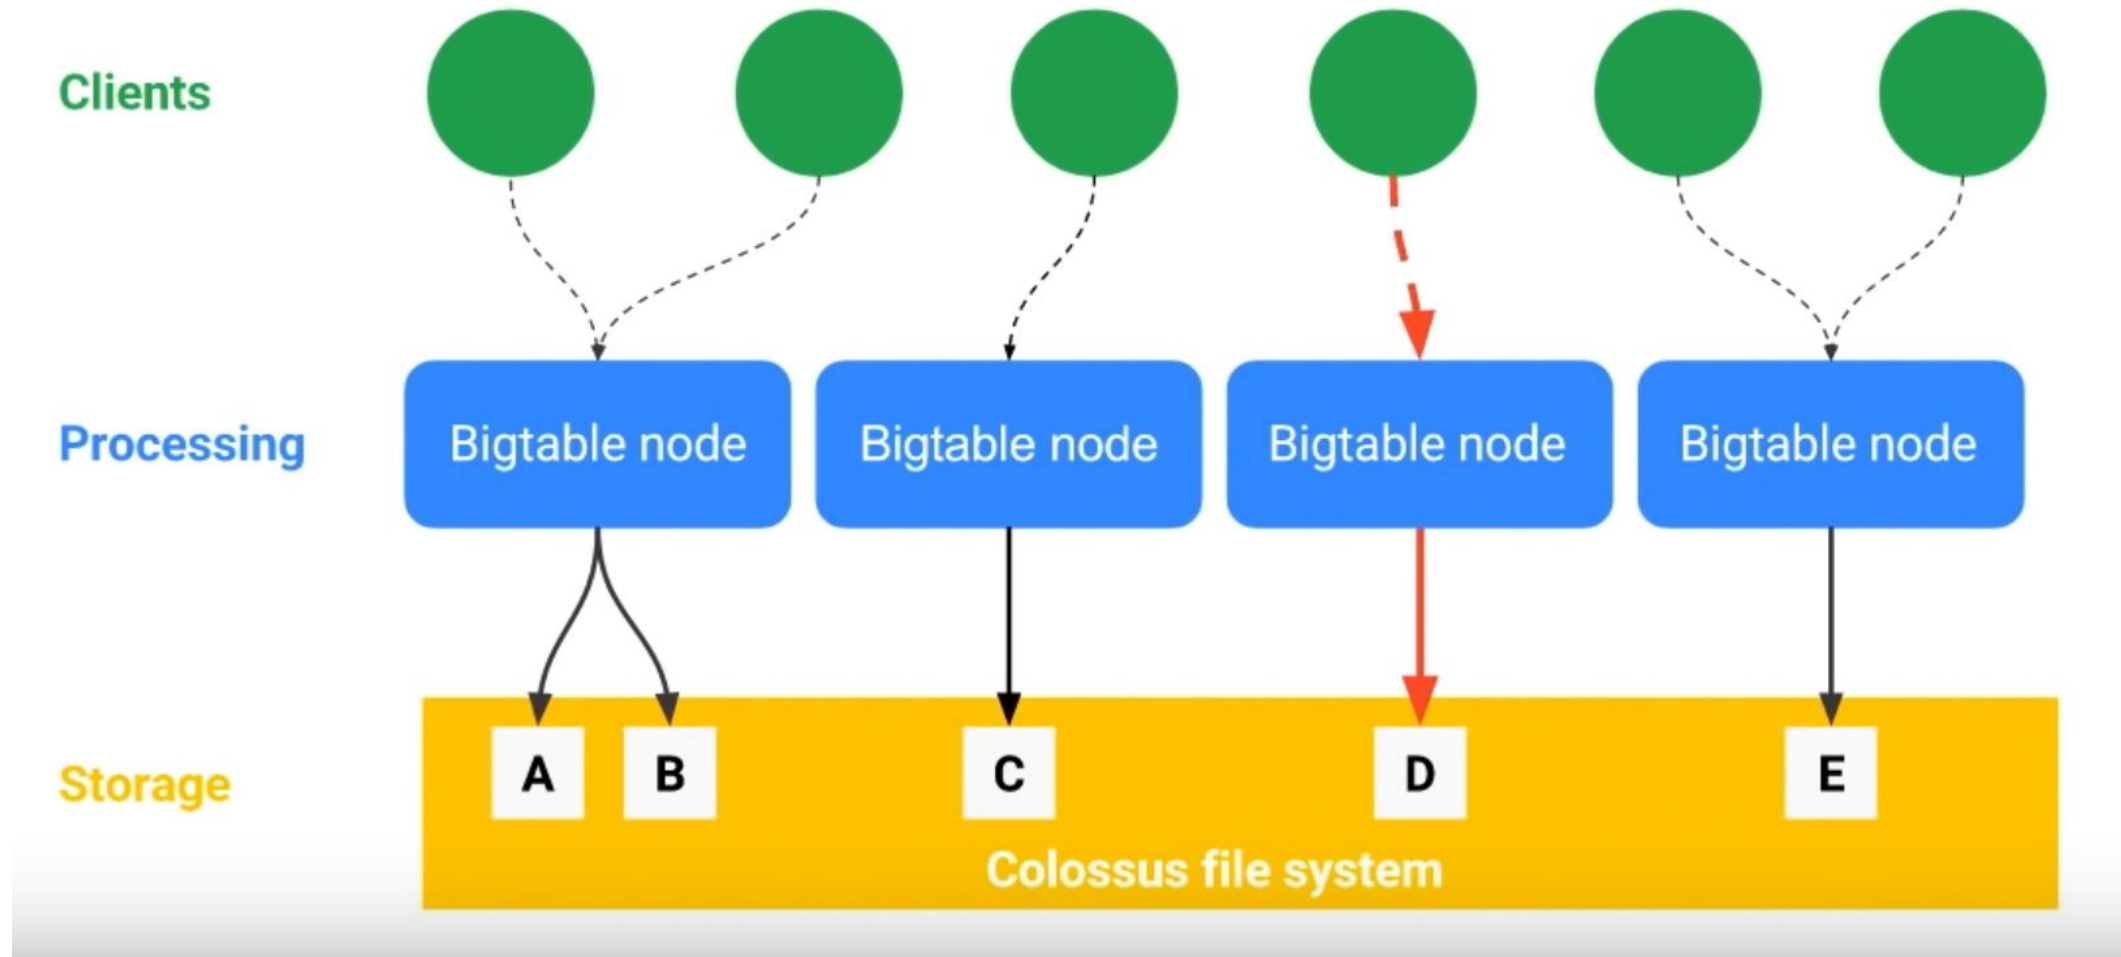 Clients
Processing
Bigtable node
Bigtable node
Bigtable node
Bigtable node
Storage
A
B
C
D
E
Colossus file system